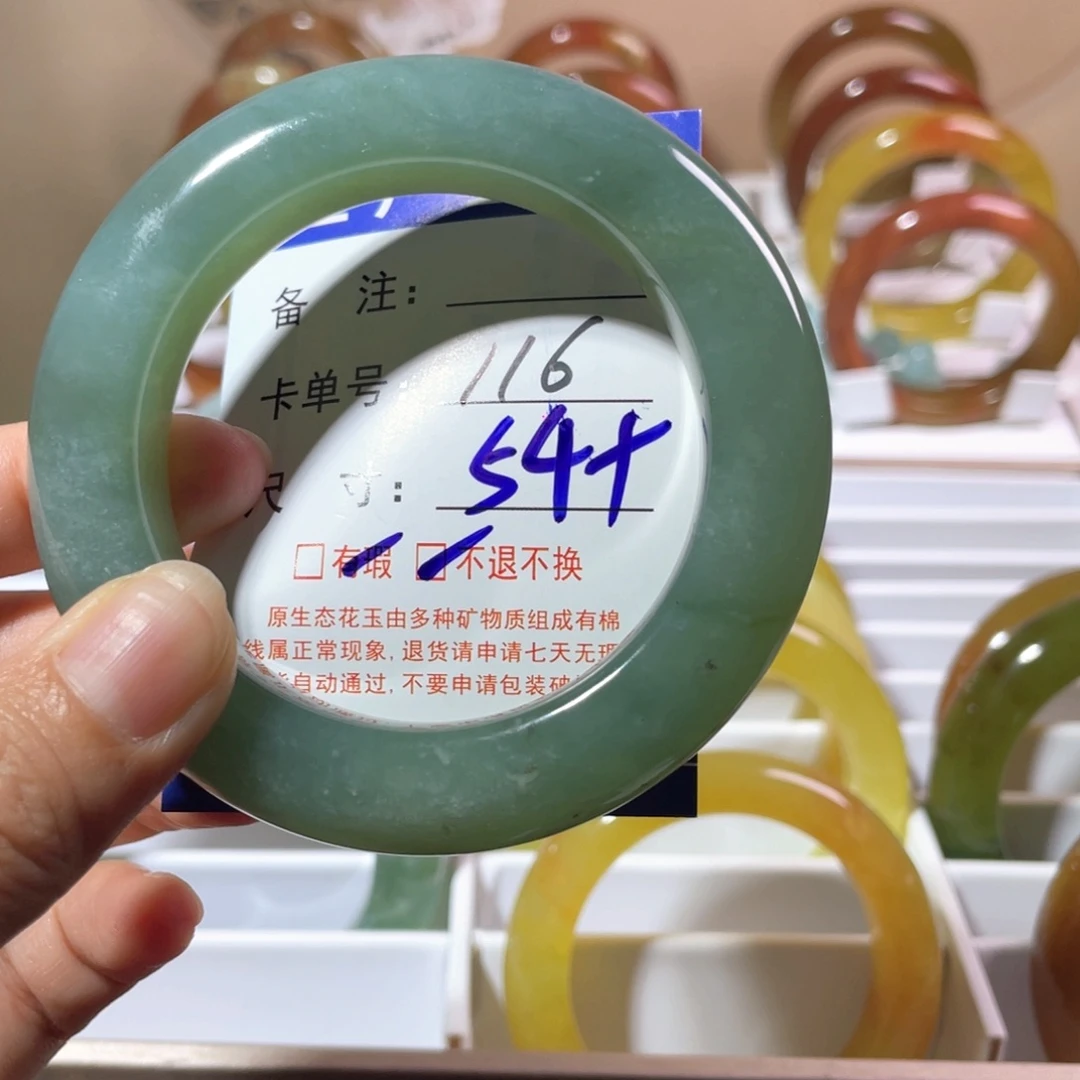 备 注：
卡单号 116
尺 寸： 54+
□有瑕 □不退不换
原生态花玉由多种矿物质组成有棉
线属正常现象，退货请申请七天无
自动通过，不要申请包装破